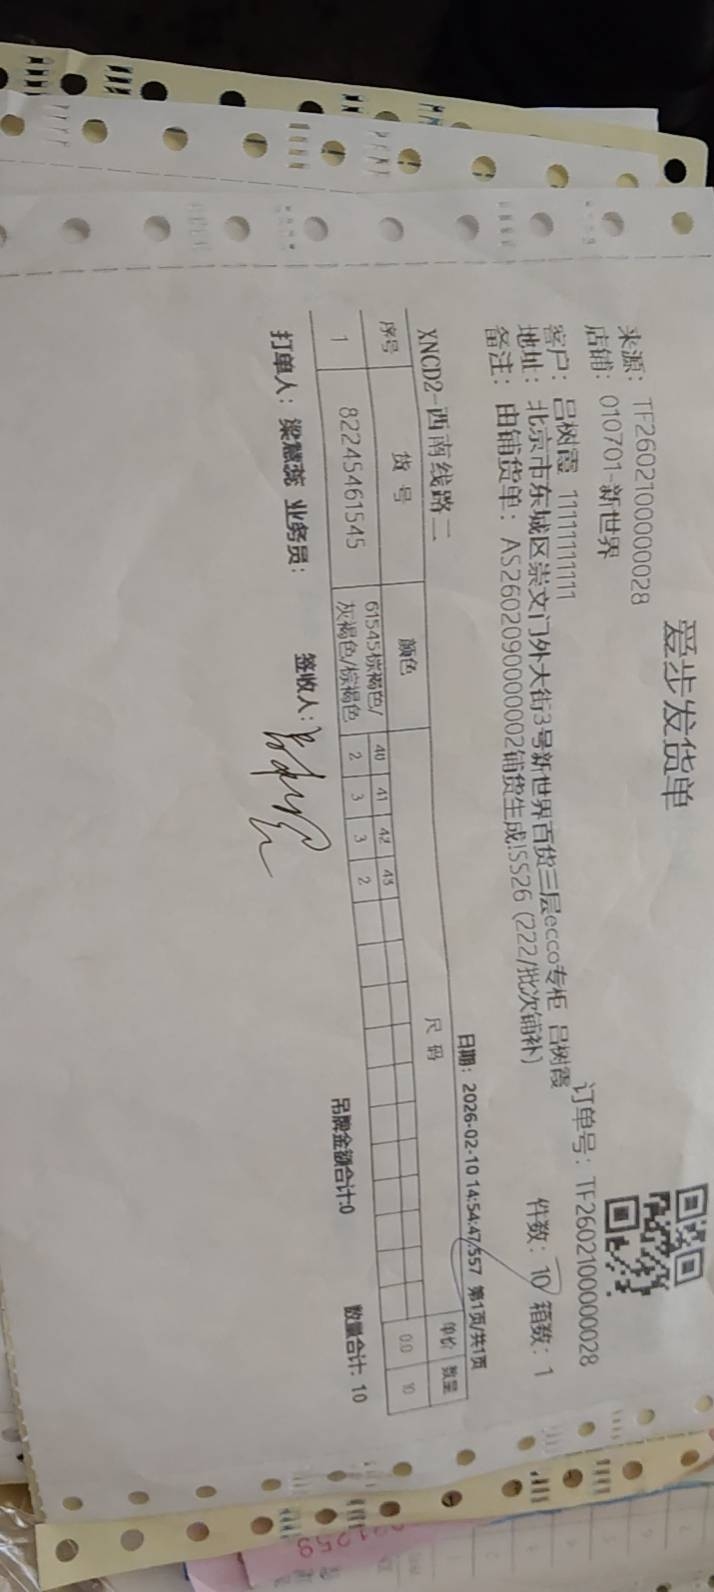 爱步发货单
来源： TF2602100000028 订单号： TF2602100000028
店铺： 010701-新世界
客户： 吕树霞 11111111111 件数： 10 箱数： 1
地址： 北京市东城区崇文门外大街3号新世界百货三层ecco专柜 吕树霞
备注： 由铺货单： AS2602090000002铺货生成!SS26 (222/批次铺补)
XNCD2-西南线路二 日期： 2026-02-10 14:54:47.557 第1页/共1页
序号 货号 颜色 尺码 单价 数量
40 41 42 43
1 82245461545 61545棕褐色/灰褐色/棕褐色 2 3 3 2 0.0 10
吊牌金额合计:0 数量合计: 10
打单人： 梁慧蕊 业务员： 签收人：